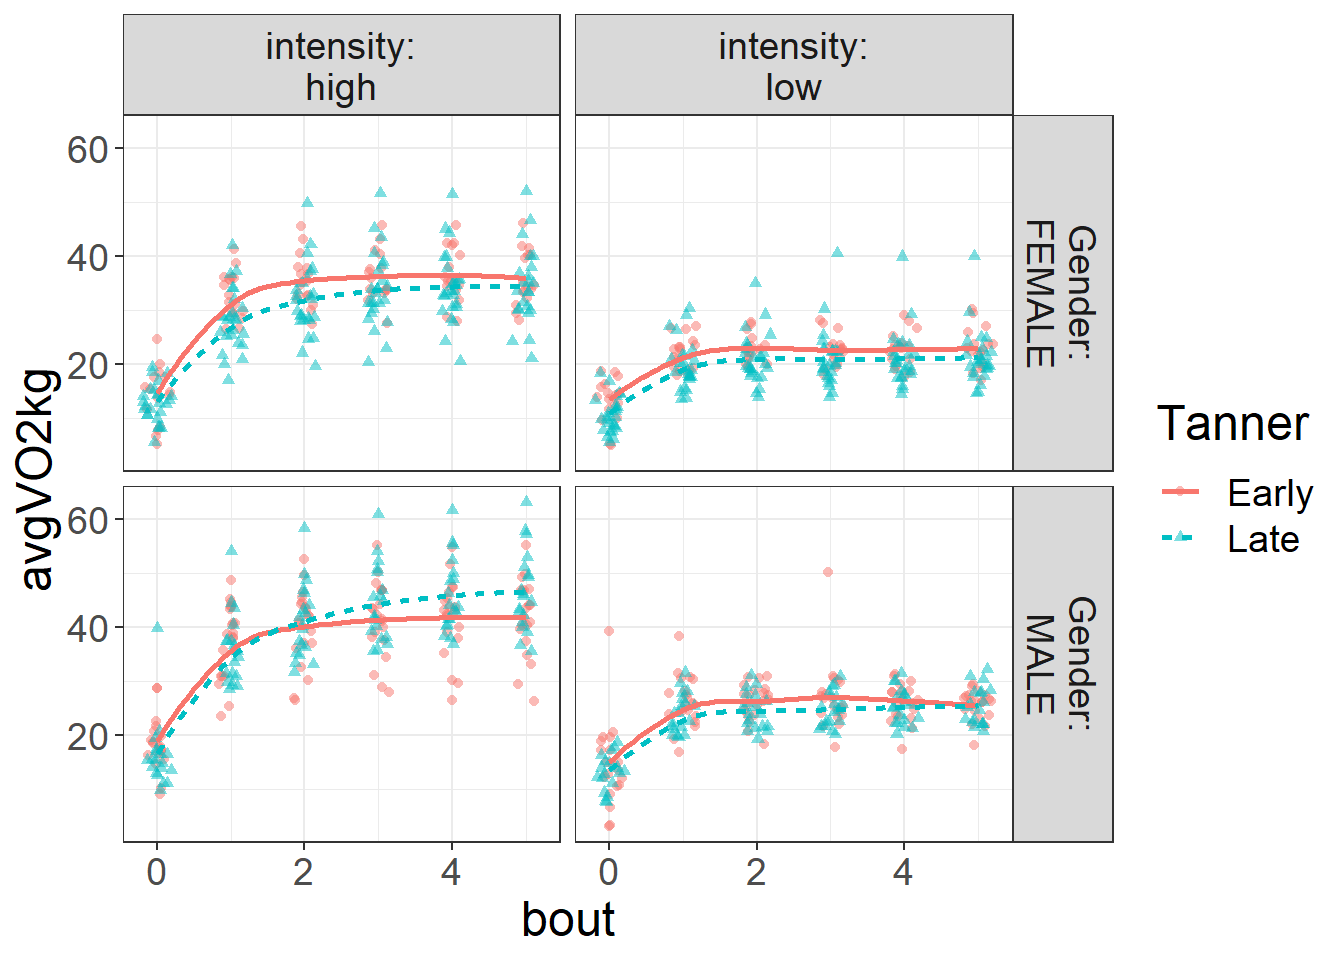 intensity:
high
intensity:
low
60
40
20
Gender:
FEMALE
60
40
20
Gender:
MALE
0
2
4
0
2
4
bout
avgVO2kg
Tanner
Early
Late